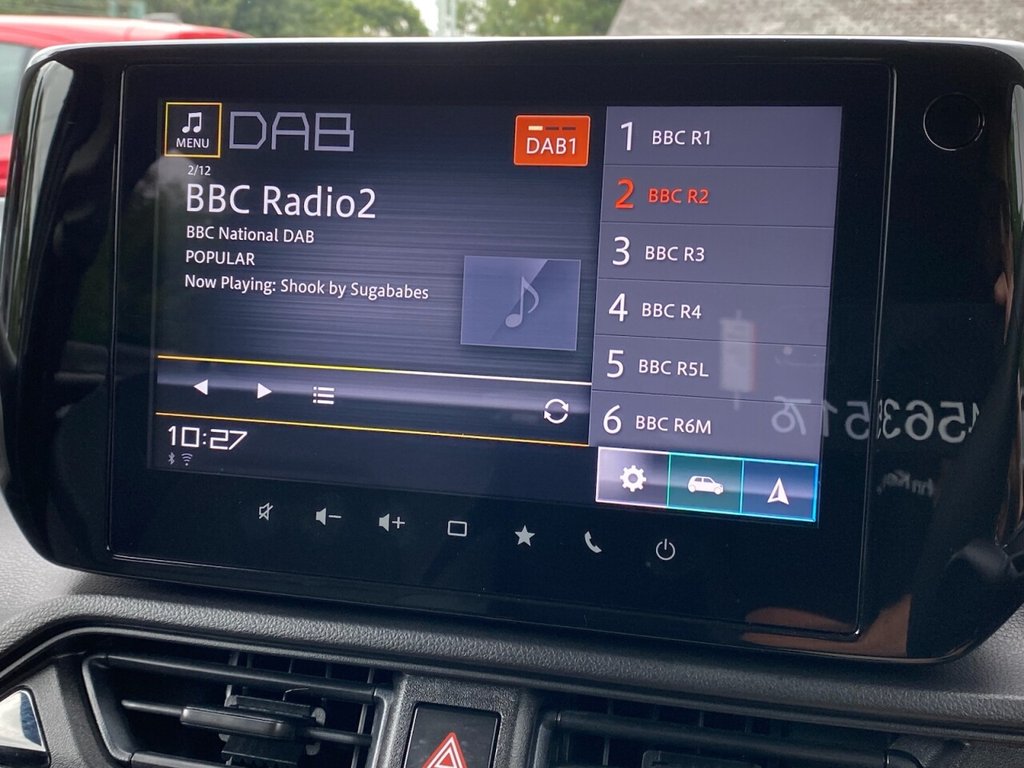 MENU
DAB
DAB1
2/12
BBC Radio2
BBC National DAB
POPULAR
Now Playing: Shook by Sugababes
10:27
1 BBC R1
2 BBC R2
3 BBC R3
4 BBC R4
5 BBC R5L
6 BBC R6M